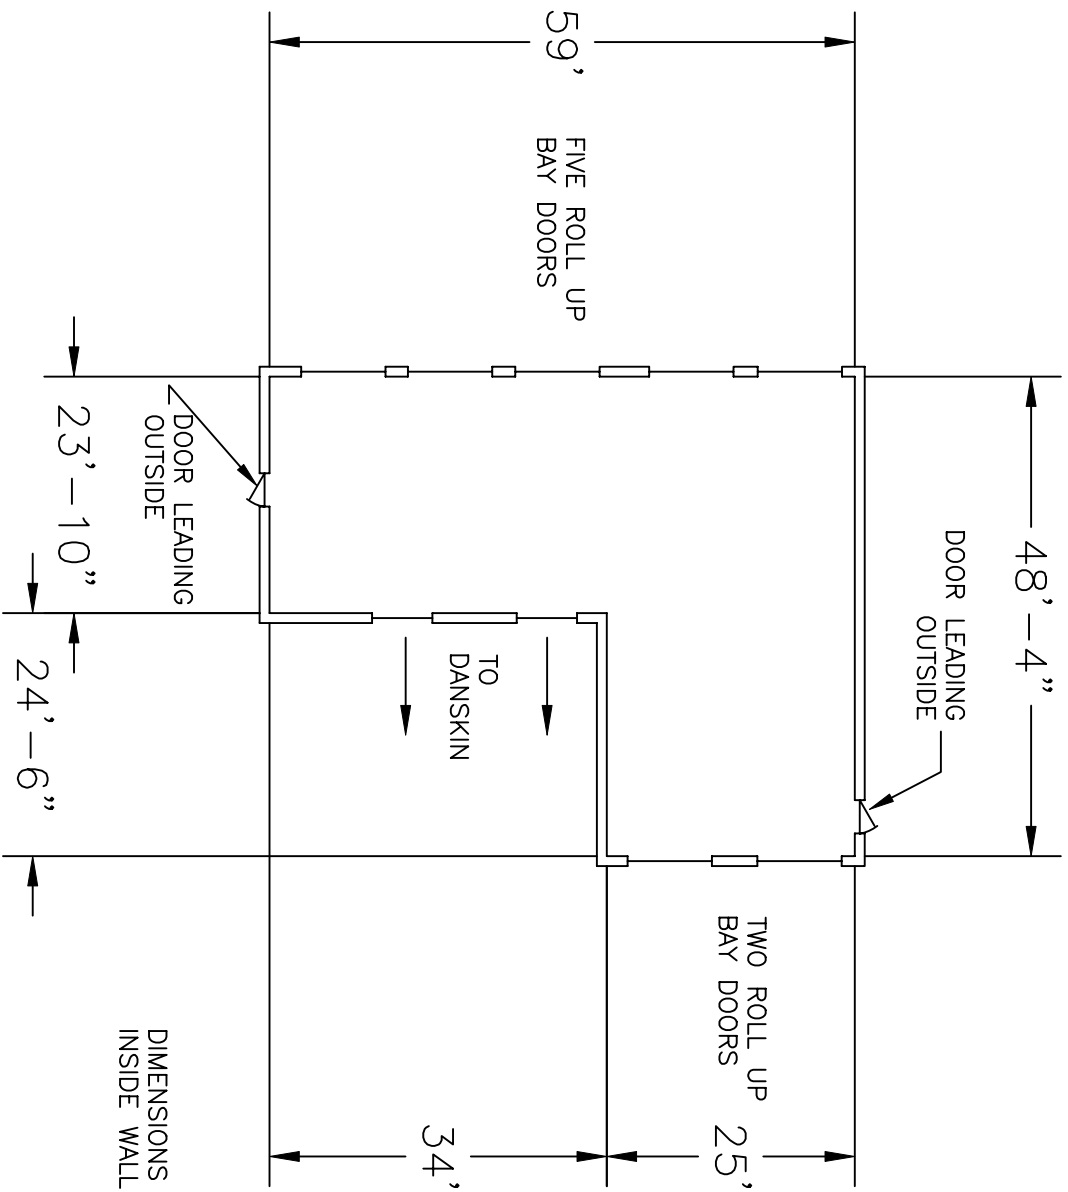 59'
FIVE ROLL UP
BAY DOORS
48'-4"
DOOR LEADING
OUTSIDE
23'-10"
DOOR LEADING
OUTSIDE
TO
DANSKIN
24'-6"
TWO ROLL UP
BAY DOORS
25'
34'
DIMENSIONS
INSIDE WALL